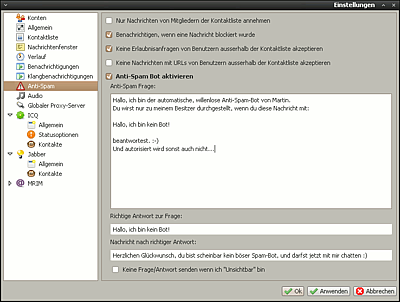 Einstellungen
Konten
Allgemein
Kontaktliste
Nachrichtenfenster
Verlauf
Benachrichtigungen
Klangbenachrichtigungen
Anti-Spam
Audio
Globaler Proxy-Server
ICQ
Allgemein
Statusoptionen
Kontakte
Jabber
Allgemein
Kontakte
MRIM
Nur Nachrichten von Mitgliedern der Kontaktliste annehmen
Benachrichtigen, wenn eine Nachricht blockiert wurde
Keine Erlaubnisanfragen von Benutzern ausserhalb der Kontaktliste akzeptieren
Keine Nachrichten mit URLs von Benutzern ausserhalb der Kontaktliste akzeptieren
Anti-Spam Bot aktivieren
Anti-Spam Frage:
Hallo, ich bin der automatische, willenlose Anti-Spam-Bot von Martin.
Du wirst nur zu meinem Besitzer durchgestellt, wenn du diese Nachricht mit:
Hallo, ich bin kein Bot!
beantwortest. :-)
Und autorisiert wird sonst auch nicht...
Richtige Antwort zur Frage:
Hallo, ich bin kein Bot!
Nachricht nach richtiger Antwort:
Herzlichen Glückwunsch, du bist scheinbar kein böser Spam-Bot, und darfst jetzt mit mir chatten :)
Keine Frage/Antwort senden wenn ich "Unsichtbar" bin
Ok
Anwenden
Abbrechen